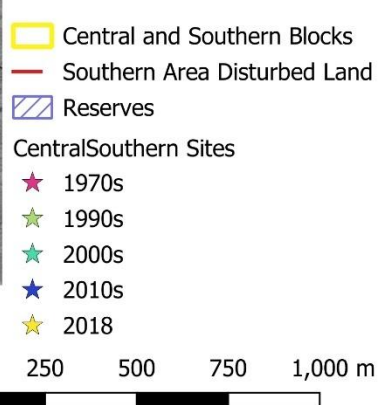 Central and Southern Blocks
Southern Area Disturbed Land
Reserves
CentralSouthern Sites
1970s
1990s
2000s
2010s
2018
250 500 750 1,000 m